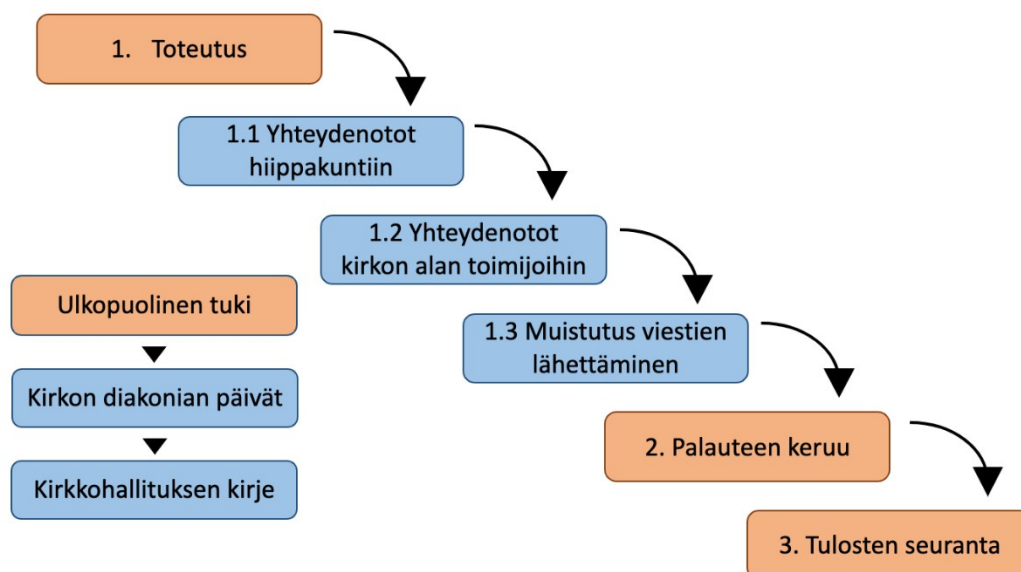 1. Toteutus
1.1 Yhteydenotot
hiippakuntiin
1.2 Yhteydenotot
kirkon alan toimijoihin
1.3 Muistutus viestien
lähettäminen
2. Palauteen keruu
3. Tulosten seuranta
Ulkopuolinen tuki
Kirkon diakonian päivät
Kirkkohallituksen kirje